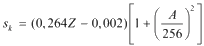 s_k = (0,264Z – 0,002)[1 + (A/256)^2]